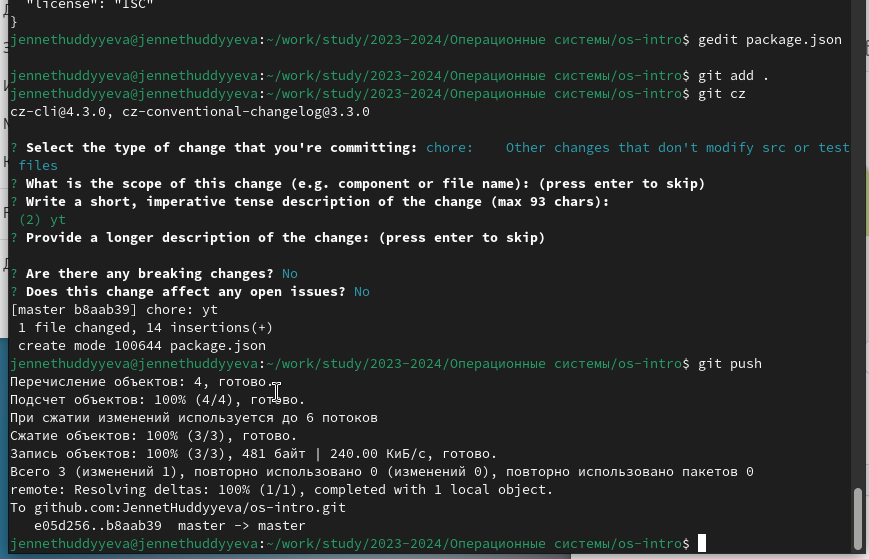 "license": "ISC"
}
jennethuddyyeva@jennethuddyyeva:~/work/study/2023-2024/Операционные системы/os-intro$ gedit package.json
jennethuddyyeva@jennethuddyyeva:~/work/study/2023-2024/Операционные системы/os-intro$ git add .
jennethuddyyeva@jennethuddyyeva:~/work/study/2023-2024/Операционные системы/os-intro$ git cz
cz-cli@4.3.0, cz-conventional-changelog@3.3.0
? Select the type of change that you're committing: chore:    Other changes that don't modify src or test
files
? What is the scope of this change (e.g. component or file name): (press enter to skip)
? Write a short, imperative tense description of the change (max 93 chars):
(2) yt
? Provide a longer description of the change: (press enter to skip)
? Are there any breaking changes? No
? Does this change affect any open issues? No
[master b8aab39] chore: yt
1 file changed, 14 insertions(+)
create mode 100644 package.json
jennethuddyyeva@jennethuddyyeva:~/work/study/2023-2024/Операционные системы/os-intro$ git push
Перечисление объектов: 4, готово.
Подсчет объектов: 100% (4/4), готово.
При сжатии изменений используется до 6 потоков
Сжатие объектов: 100% (3/3), готово.
Запись объектов: 100% (3/3), 481 байт | 240.00 КиБ/с, готово.
Всего 3 (изменений 1), повторно использовано 0 (изменений 0), повторно использовано пакетов 0
remote: Resolving deltas: 100% (1/1), completed with 1 local object.
To github.com:JennetHuddyyeva/os-intro.git
e05d256..b8aab39  master -> master
jennethuddyyeva@jennethuddyyeva:~/work/study/2023-2024/Операционные системы/os-intro$